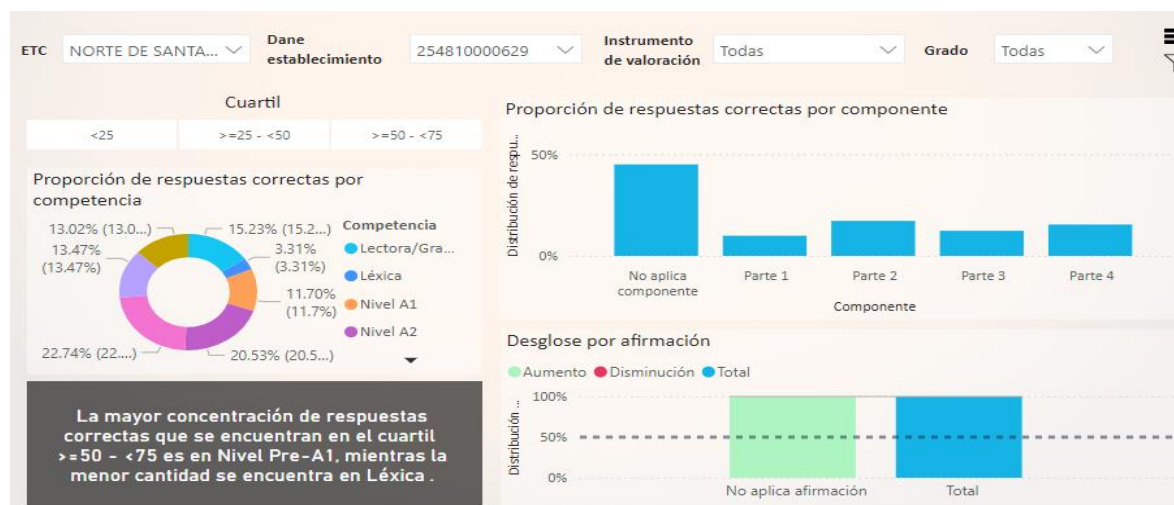 ETC
NORTE DE SANTA...
Dane
establecimiento
254810000629
Instrumento
de valoración
Todas
Grado
Todas
Cuartil
<25
>=25 - <50
>=50 - <75
Proporción de respuestas correctas por
competencia
13.02% (13.0...)
15.23% (15.2...)
13.47%
(13.47%)
3.31%
(3.31%)
11.70%
(11.7%)
22.74% (22....)
20.53% (20.5...)
Competencia
Lectora/Gra...
Léxica
Nivel A1
Nivel A2
La mayor concentración de respuestas
correctas que se encuentran en el cuartil
>=50 - <75 es en Nivel Pre-A1, mientras la
menor cantidad se encuentra en Léxica .
Proporción de respuestas correctas por componente
Distribución de respu...
50%
0%
No aplica
componente
Parte 1
Parte 2
Parte 3
Parte 4
Componente
Desglose por afirmación
Aumento
Disminución
Total
Distribución ...
100%
50%
0%
No aplica afirmación
Total